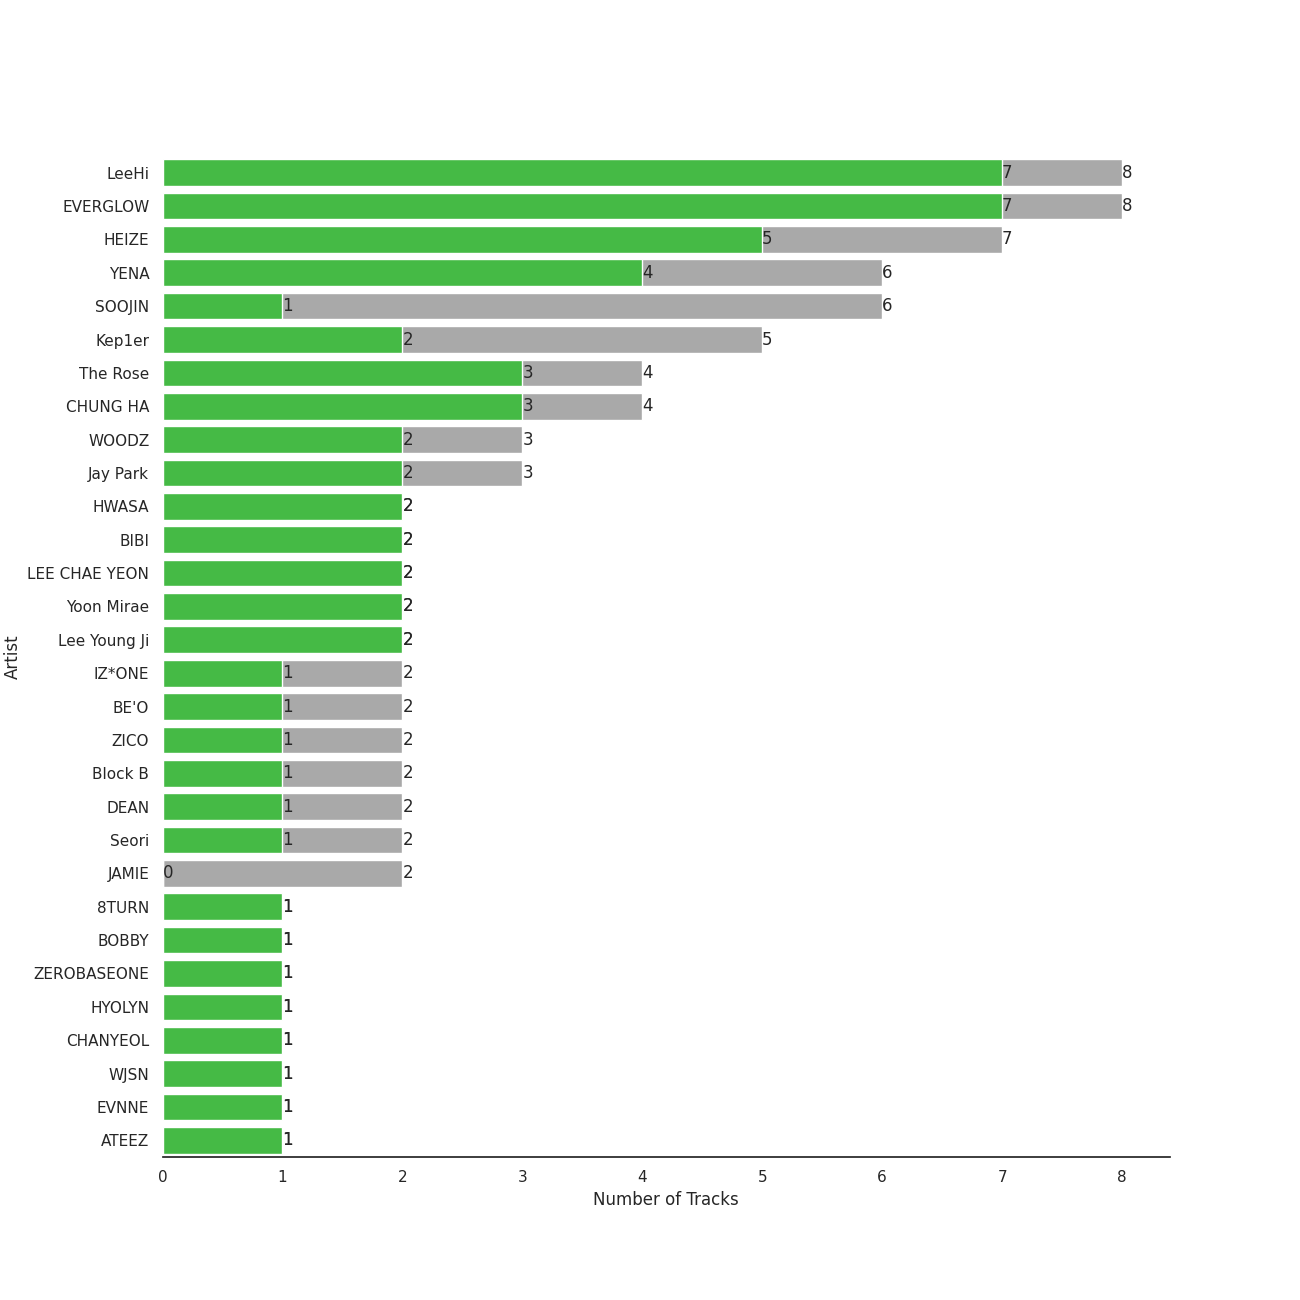 LeeHi 7 8
EVERGLOW 7 8
HEIZE 5 7
YENA 4 6
SOOJIN 1 6
Kep1er 2 5
The Rose 3 4
CHUNG HA 3 4
WOODZ 2 3
Jay Park 2 3
HWASA 2
BIBI 2
LEE CHAE YEON 2
Yoon Mirae 2
Lee Young Ji 2
IZ*ONE 1 2
BE'O 1 2
ZICO 1 2
Block B 1 2
DEAN 1 2
Seori 1 2
JAMIE 0 2
8TURN 1
BOBBY 1
ZEROBASEONE 1
HYOLYN 1
CHANYEOL 1
WJSN 1
EVNNE 1
ATEEZ 1
Artist
0 1 2 3 4 5 6 7 8
Number of Tracks